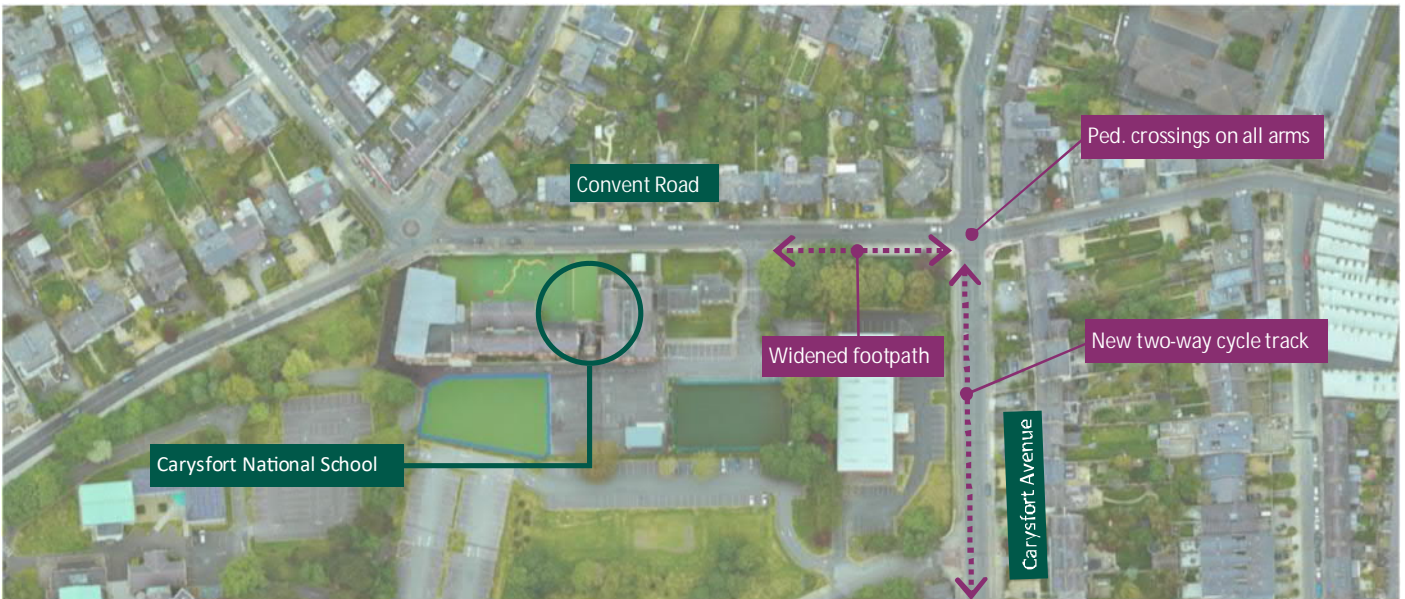 Ped. crossings on all arms
Convent Road
New two-way cycle track
Widened footpath
Carysfort National School
Carysfort Avenue